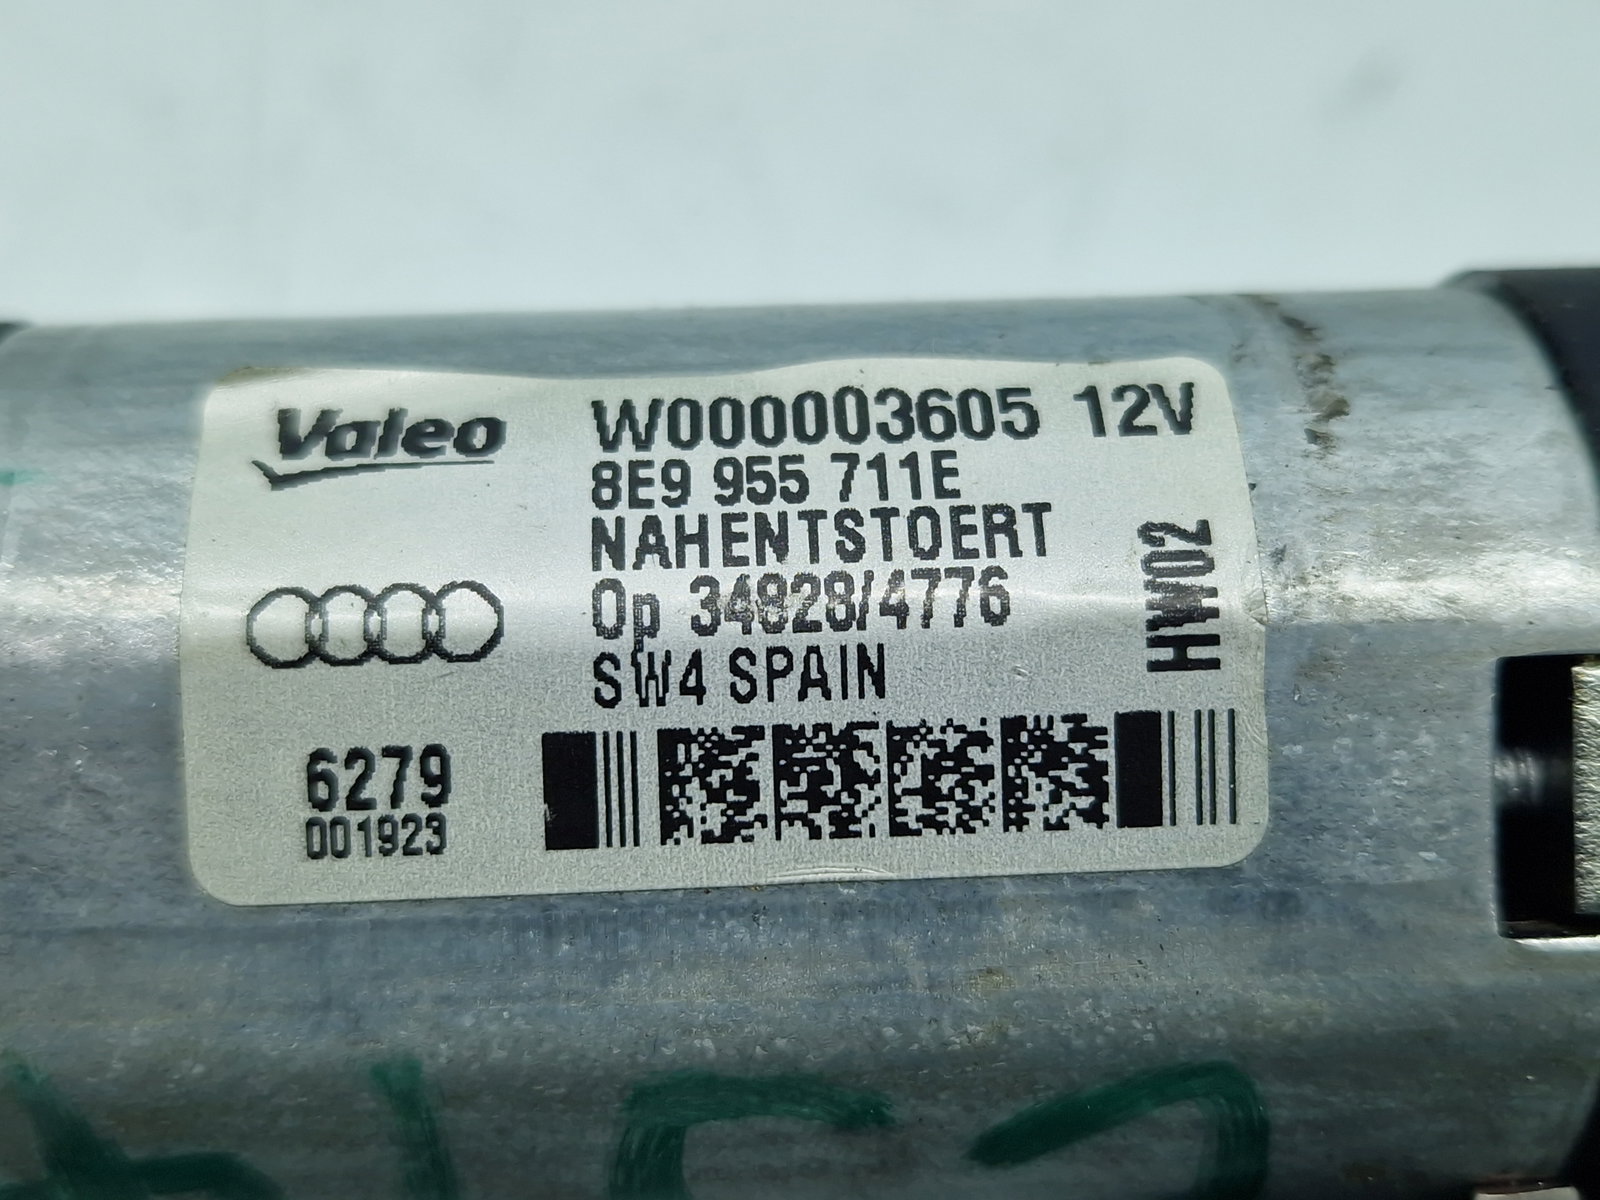 Valeo
W000003605 12V
8E9 955 711E
NAHENTSTOERT
Op 34828/4776
SW4 SPAIN
HW02
6279
001923